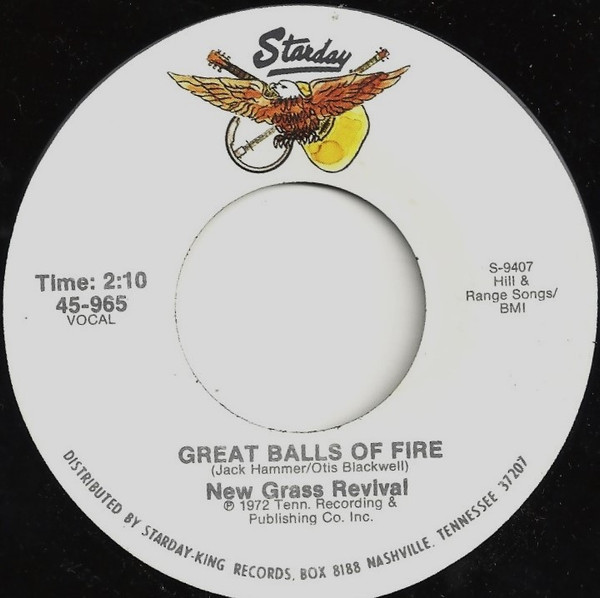 Starday
Time: 2:10
45-965
VOCAL
S-9407
Hill &
Range Songs/
BMI
GREAT BALLS OF FIRE
(Jack Hammer/Otis Blackwell)
New Grass Revival
℗ 1972 Tenn. Recording &
Publishing Co. Inc.
DISTRIBUTED BY STARDAY-KING RECORDS, BOX 8188 NASHVILLE, TENNESSEE 37207